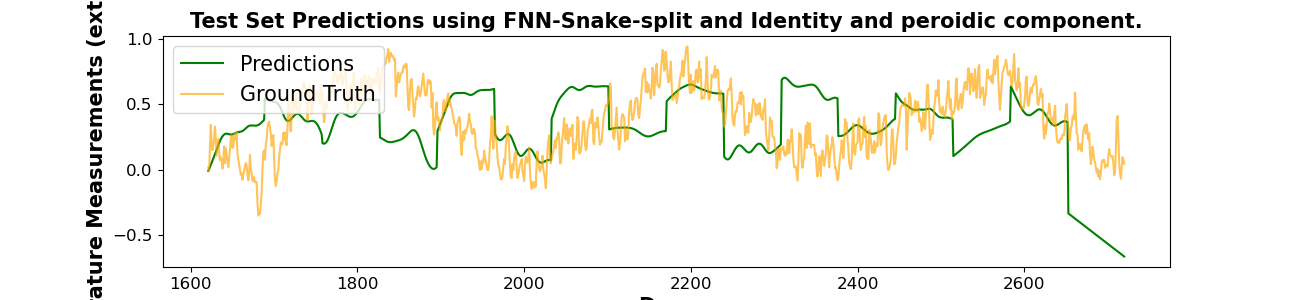 Test Set Predictions using FNN-Snake-split and Identity and peroidic component.
Predictions
Ground Truth
1.0
0.5
0.0
−0.5
1600
1800
2000
2200
2400
2600
Measurements